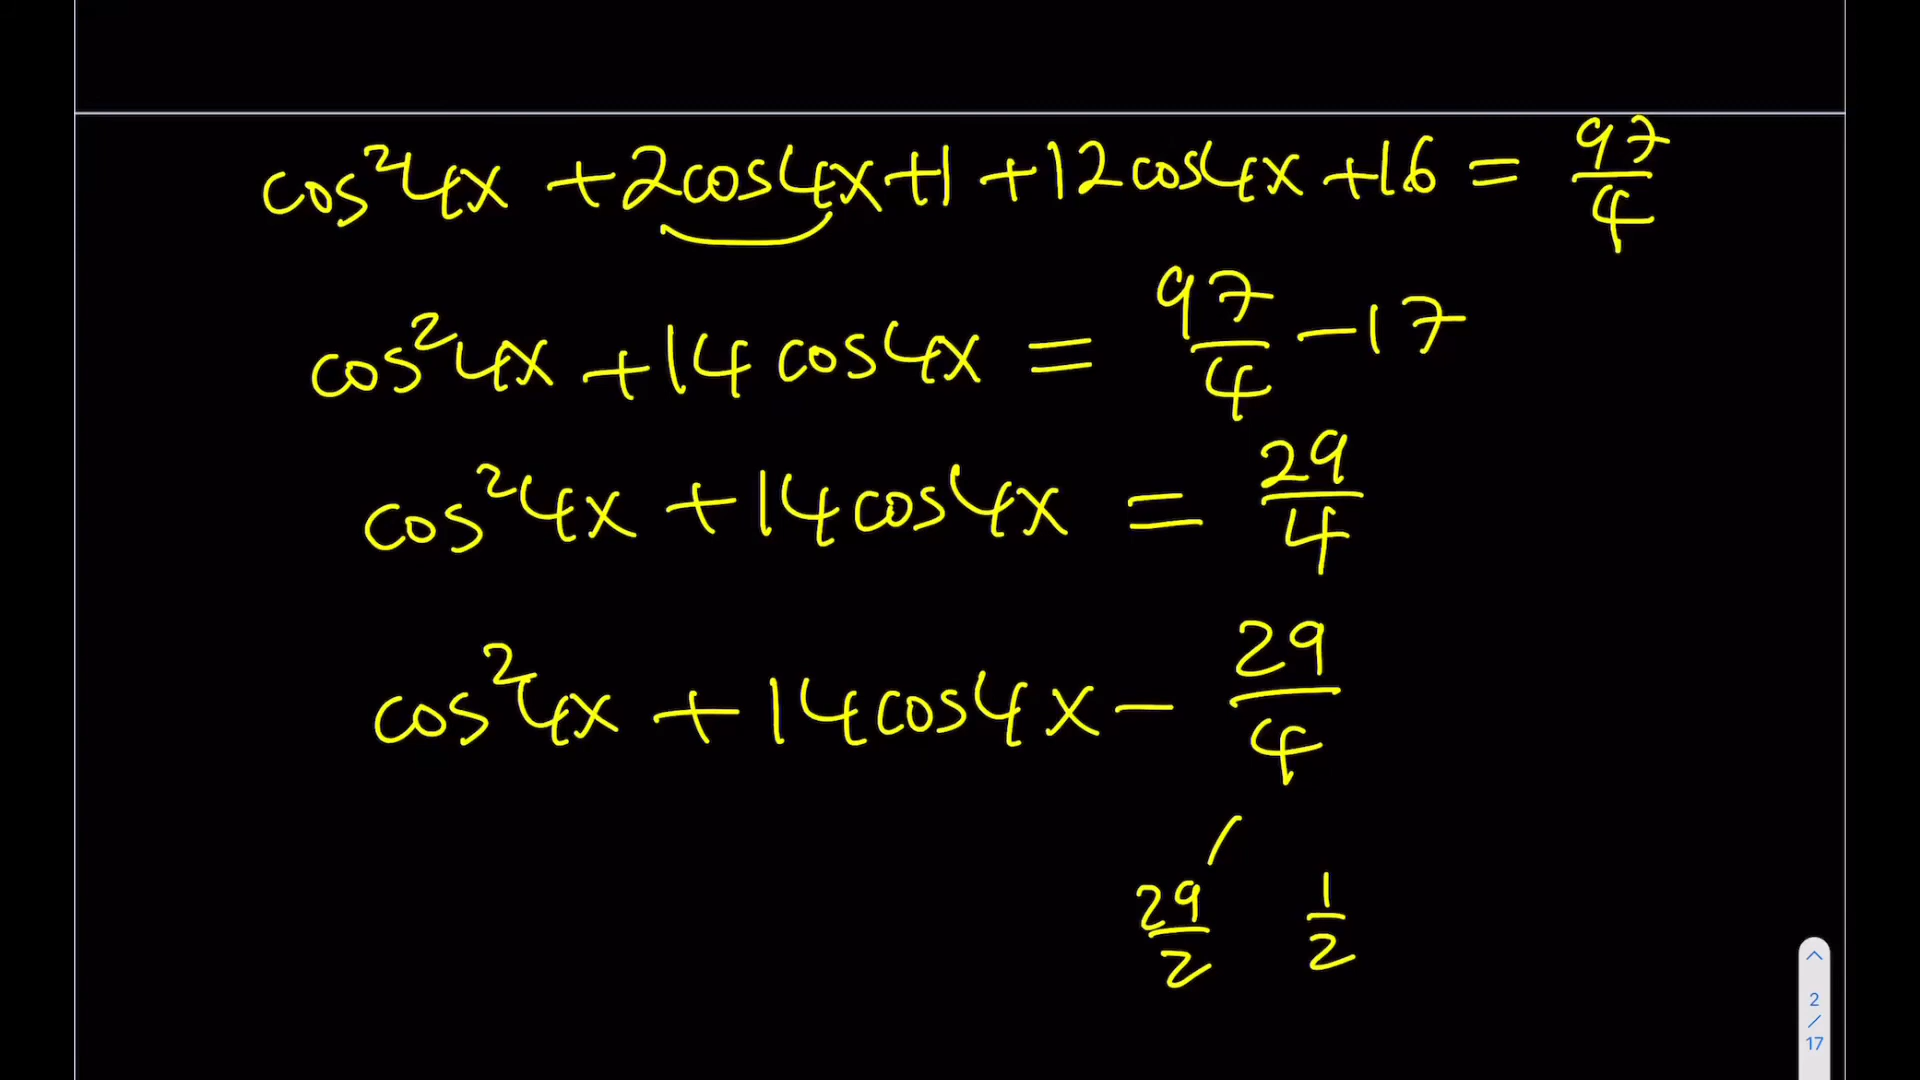 cos²4x + 2cos4x + 1 + 12cos4x + 16 = 97/4
cos²4x + 14cos4x = 97/4 - 17
cos²4x + 14cos4x = 29/4
cos²4x + 14cos4x - 29/4
29/2 1/2
2
/
17